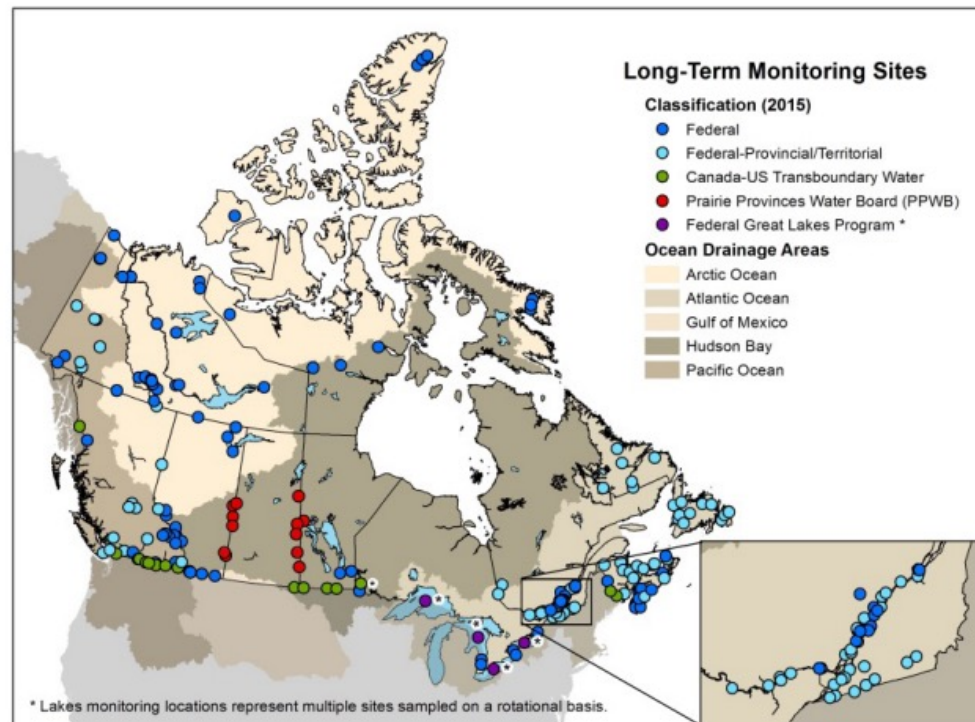 Long-Term Monitoring Sites
Classification (2015)
Federal
Federal-Provincial/Territorial
Canada-US Transboundary Water
Prairie Provinces Water Board (PPWB)
Federal Great Lakes Program *
Ocean Drainage Areas
Arctic Ocean
Atlantic Ocean
Gulf of Mexico
Hudson Bay
Pacific Ocean
* Lakes monitoring locations represent multiple sites sampled on a rotational basis.